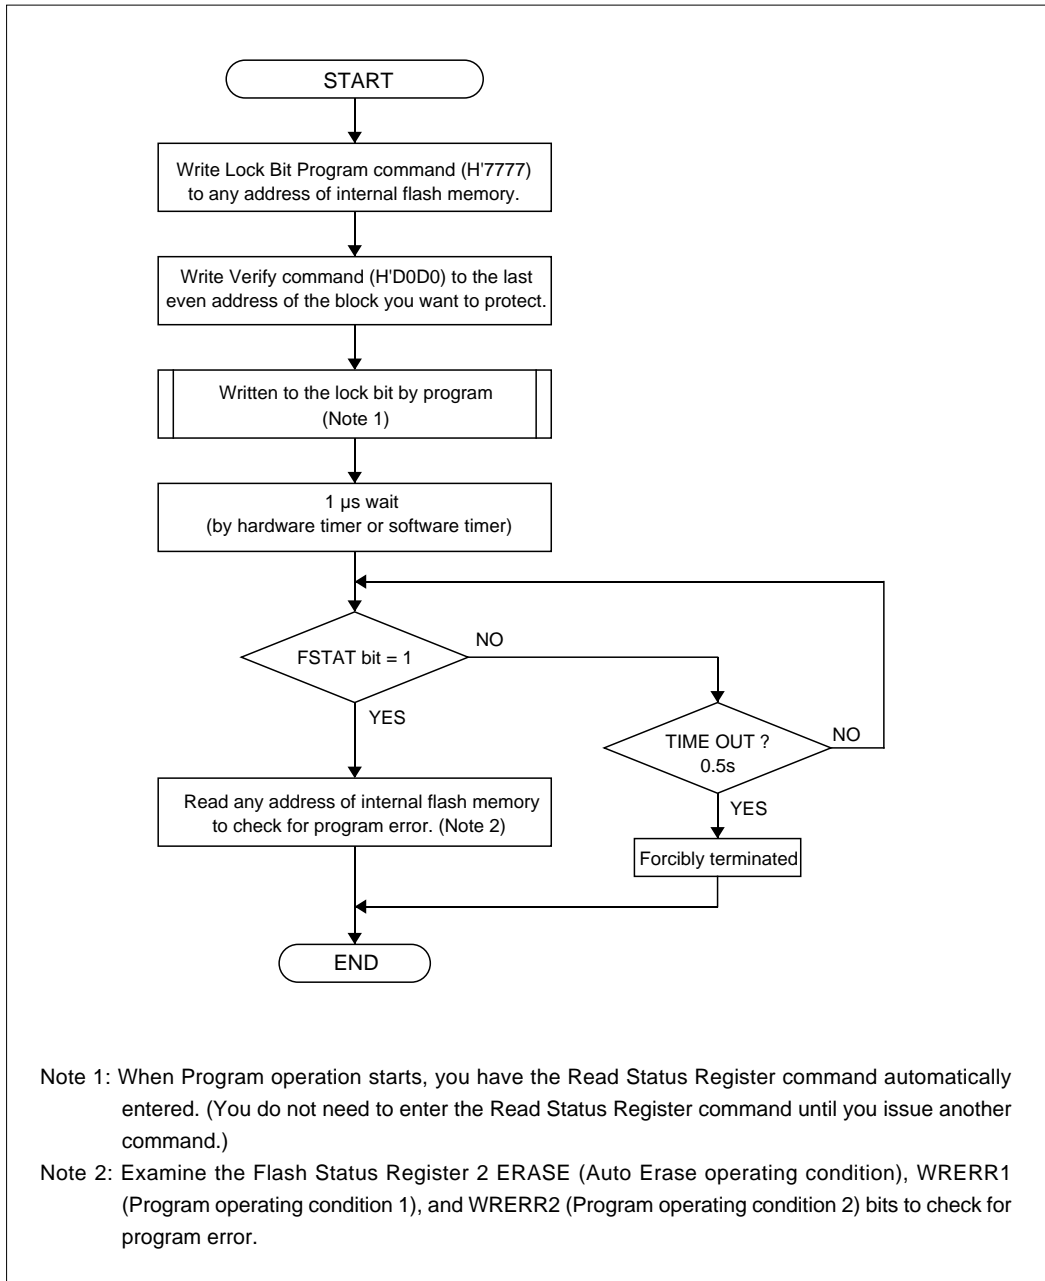 START
Write Lock Bit Program command (H'7777)
to any address of internal flash memory.
Write Verify command (H'D0D0) to the last
even address of the block you want to protect.
Written to the lock bit by program
(Note 1)
1 µs wait
(by hardware timer or software timer)
FSTAT bit = 1
NO
YES
TIME OUT ?
0.5s
NO
YES
Read any address of internal flash memory
to check for program error. (Note 2)
Forcibly terminated
END
Note 1: When Program operation starts, you have the Read Status Register command automatically
entered. (You do not need to enter the Read Status Register command until you issue another
command.)
Note 2: Examine the Flash Status Register 2 ERASE (Auto Erase operating condition), WRERR1
(Program operating condition 1), and WRERR2 (Program operating condition 2) bits to check for
program error.